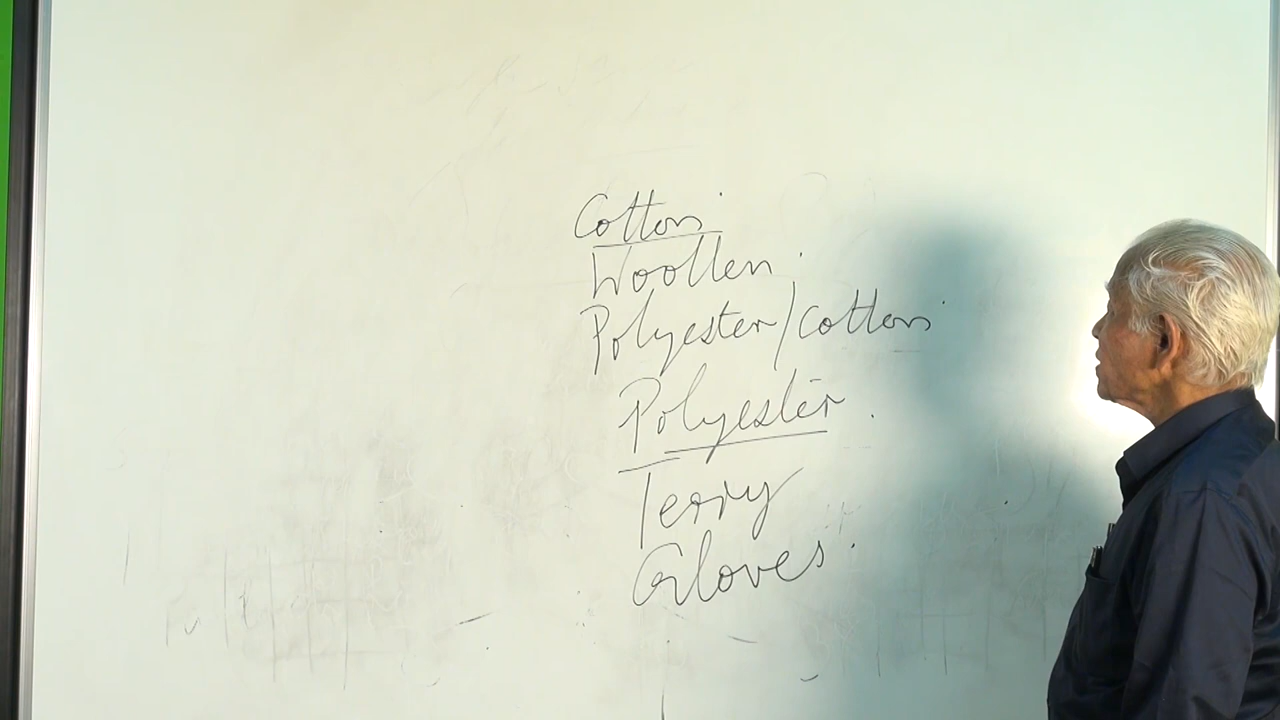 Cotton.
Woollen.
Polyester/cotton.
Polyester.
Terry
Gloves.